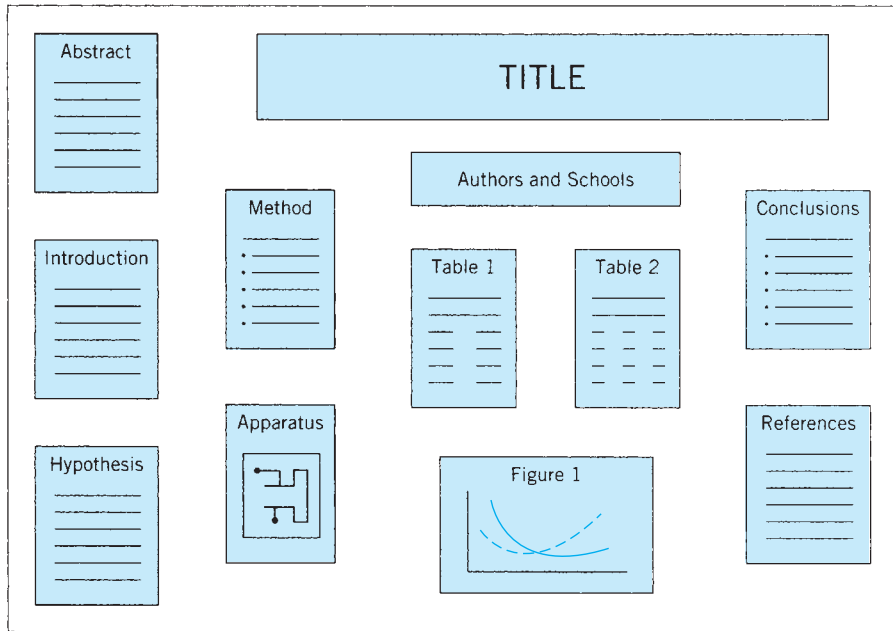 TITLE
Authors and Schools
Abstract
Introduction
Hypothesis
Method
Apparatus
Table 1
Table 2
Figure 1
Conclusions
References